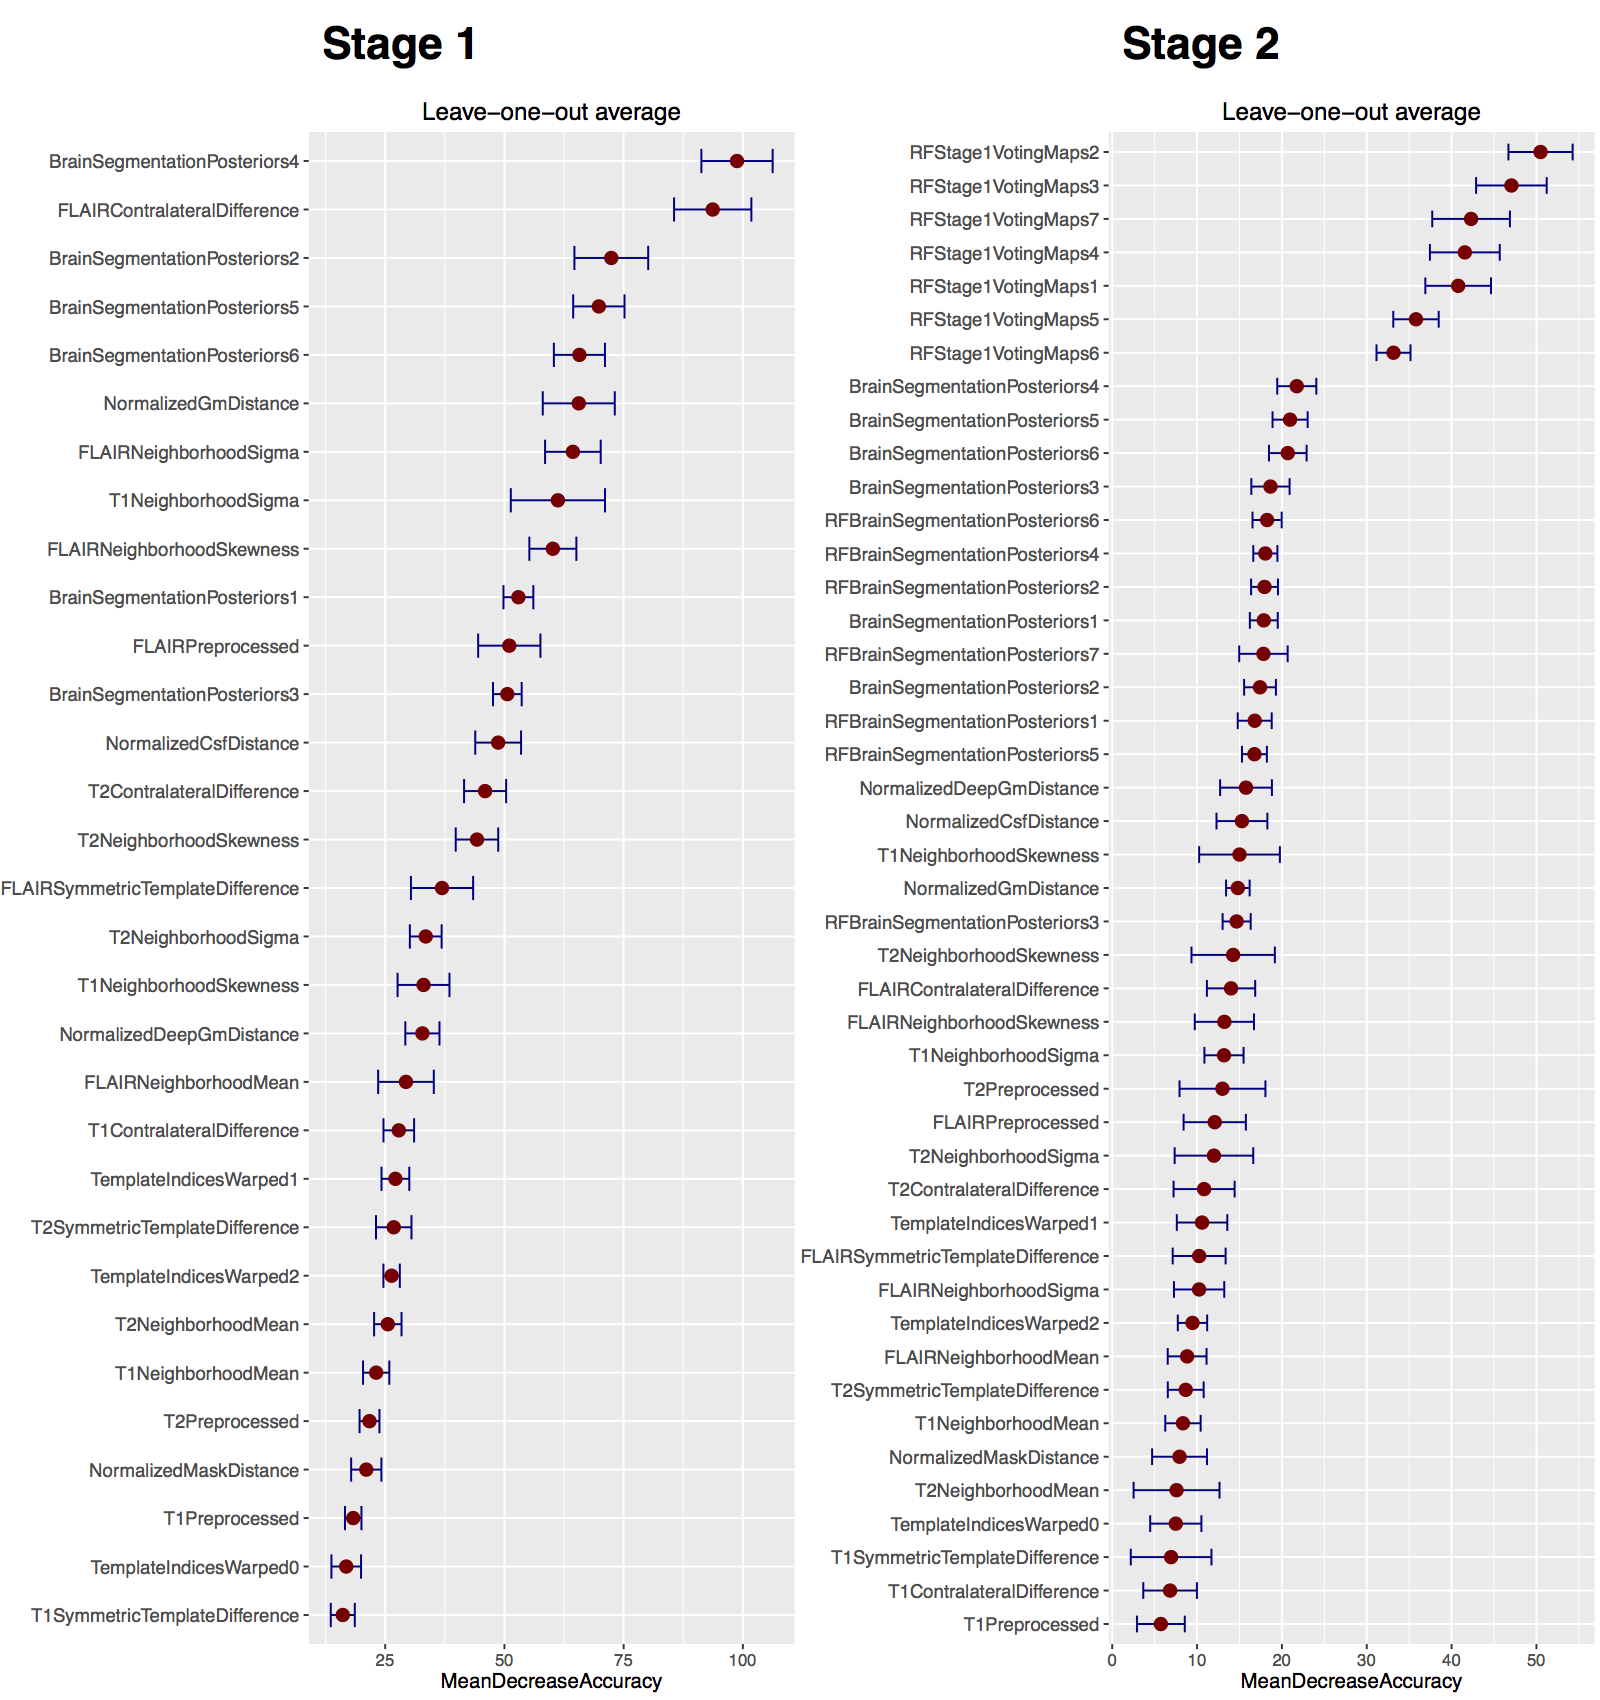 Stage 1
Leave−one−out average
BrainSegmentationPosteriors4
FLAIRContralateralDifference
BrainSegmentationPosteriors2
BrainSegmentationPosteriors5
BrainSegmentationPosteriors6
NormalizedGmDistance
FLAIRNeighborhoodSigma
T1NeighborhoodSigma
FLAIRNeighborhoodSkewness
BrainSegmentationPosteriors1
FLAIRPreprocessed
BrainSegmentationPosteriors3
NormalizedCsfDistance
T2ContralateralDifference
T2NeighborhoodSkewness
FLAIRSymmetricTemplateDifference
T2NeighborhoodSigma
T1NeighborhoodSkewness
NormalizedDeepGmDistance
FLAIRNeighborhoodMean
T1ContralateralDifference
TemplateIndicesWarped1
T2SymmetricTemplateDifference
TemplateIndicesWarped2
T2NeighborhoodMean
T1NeighborhoodMean
T2Preprocessed
NormalizedMaskDistance
T1Preprocessed
TemplateIndicesWarped0
T1SymmetricTemplateDifference
25 50 75 100
MeanDecreaseAccuracy
Stage 2
Leave−one−out average
RFStage1VotingMaps2
RFStage1VotingMaps3
RFStage1VotingMaps7
RFStage1VotingMaps4
RFStage1VotingMaps1
RFStage1VotingMaps5
RFStage1VotingMaps6
BrainSegmentationPosteriors4
BrainSegmentationPosteriors5
BrainSegmentationPosteriors6
BrainSegmentationPosteriors3
RFBrainSegmentationPosteriors6
RFBrainSegmentationPosteriors4
RFBrainSegmentationPosteriors2
BrainSegmentationPosteriors1
RFBrainSegmentationPosteriors7
BrainSegmentationPosteriors2
RFBrainSegmentationPosteriors1
RFBrainSegmentationPosteriors5
NormalizedDeepGmDistance
NormalizedCsfDistance
T1NeighborhoodSkewness
NormalizedGmDistance
RFBrainSegmentationPosteriors3
T2NeighborhoodSkewness
FLAIRContralateralDifference
FLAIRNeighborhoodSkewness
T1NeighborhoodSigma
T2Preprocessed
FLAIRPreprocessed
T2NeighborhoodSigma
T2ContralateralDifference
TemplateIndicesWarped1
FLAIRSymmetricTemplateDifference
FLAIRNeighborhoodSigma
TemplateIndicesWarped2
FLAIRNeighborhoodMean
T2SymmetricTemplateDifference
T1NeighborhoodMean
NormalizedMaskDistance
T2NeighborhoodMean
TemplateIndicesWarped0
T1SymmetricTemplateDifference
T1ContralateralDifference
T1Preprocessed
0 10 20 30 40 50
MeanDecreaseAccuracy